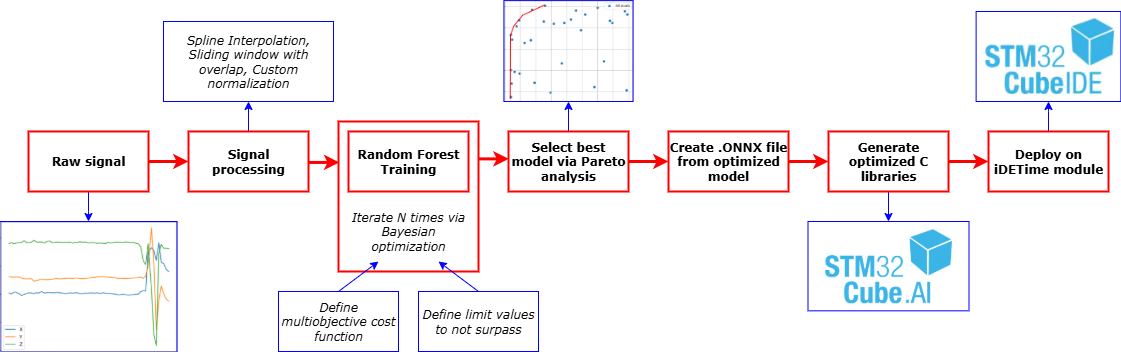 Spline Interpolation,
Sliding window with
overlap, Custom
normalization
STM32
CubeIDE
Raw signal
Signal
processing
Random Forest
Training
Select best
model via Pareto
analysis
Create .ONNX file
from optimized
model
Generate
optimized C
libraries
Deploy on
iDETime module
Iterate N times via
Bayesian
optimization
X
Y
Z
Define
multiobjective cost
function
Define limit values
to not surpass
STM32
Cube.AI